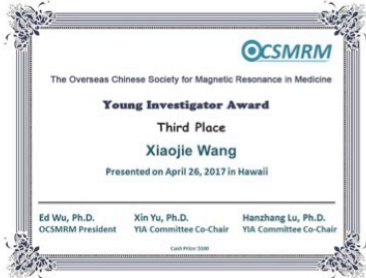 OCSMRM
The Overseas Chinese Society for Magnetic Resonance in Medicine
Young Investigator Award
Third Place
Xiaojie Wang
Presented on April 26, 2017 in Hawaii
Ed Wu, Ph.D. Xin Yu, Ph.D. Hanzhang Lu, Ph.D.
OCSMRM President YIA Committee Co-Chair YIA Committee Co-Chair
Cash Prize: